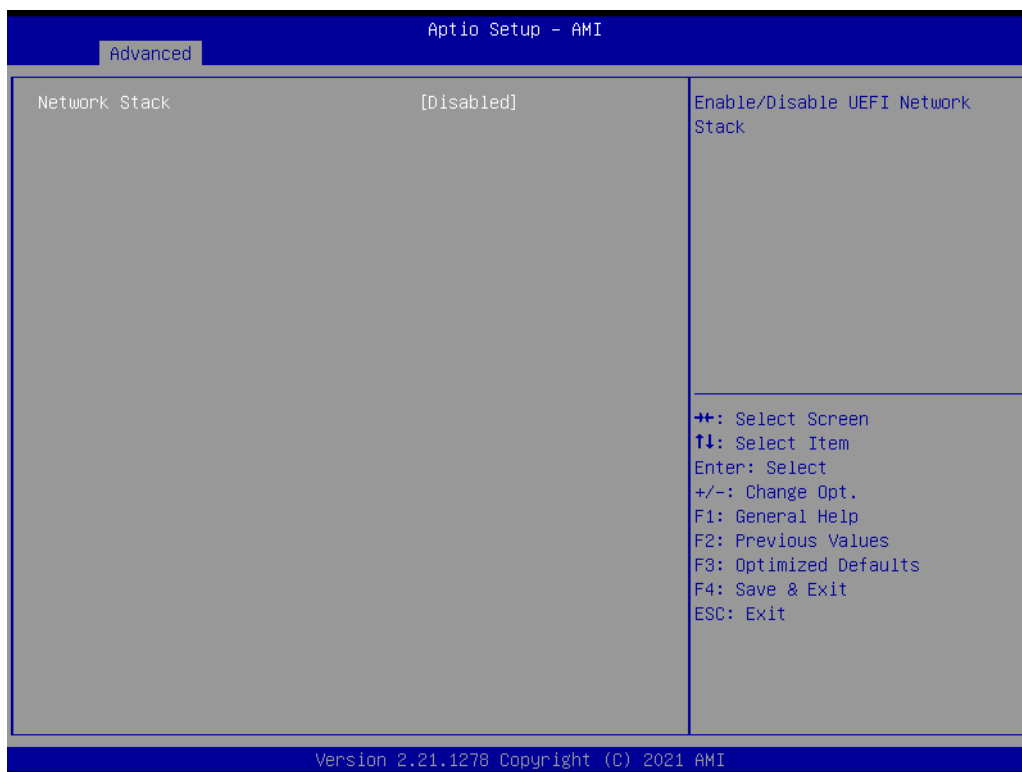 Aptio Setup – AMI
Advanced
Network Stack [Disabled]
Enable/Disable UEFI Network
Stack
→←: Select Screen
↑↓: Select Item
Enter: Select
+/-: Change Opt.
F1: General Help
F2: Previous Values
F3: Optimized Defaults
F4: Save & Exit
ESC: Exit
Version 2.21.1278 Copyright (C) 2021 AMI